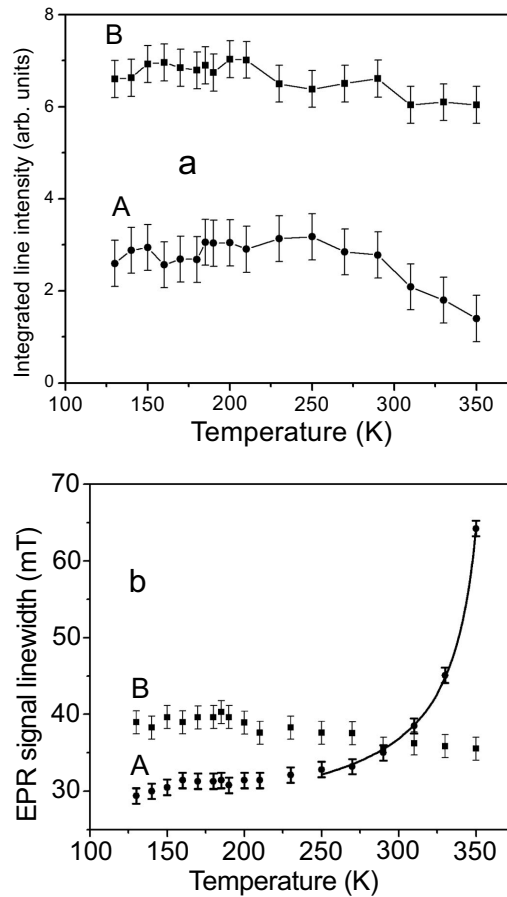 8
B
6
Integrated line intensity (arb. units)
a
4
A
2
0
100 150 200 250 300 350
Temperature (K)
70
EPR signal linewidth (mT)
60
b
50
B
40
A
30
100 150 200 250 300 350
Temperature (K)